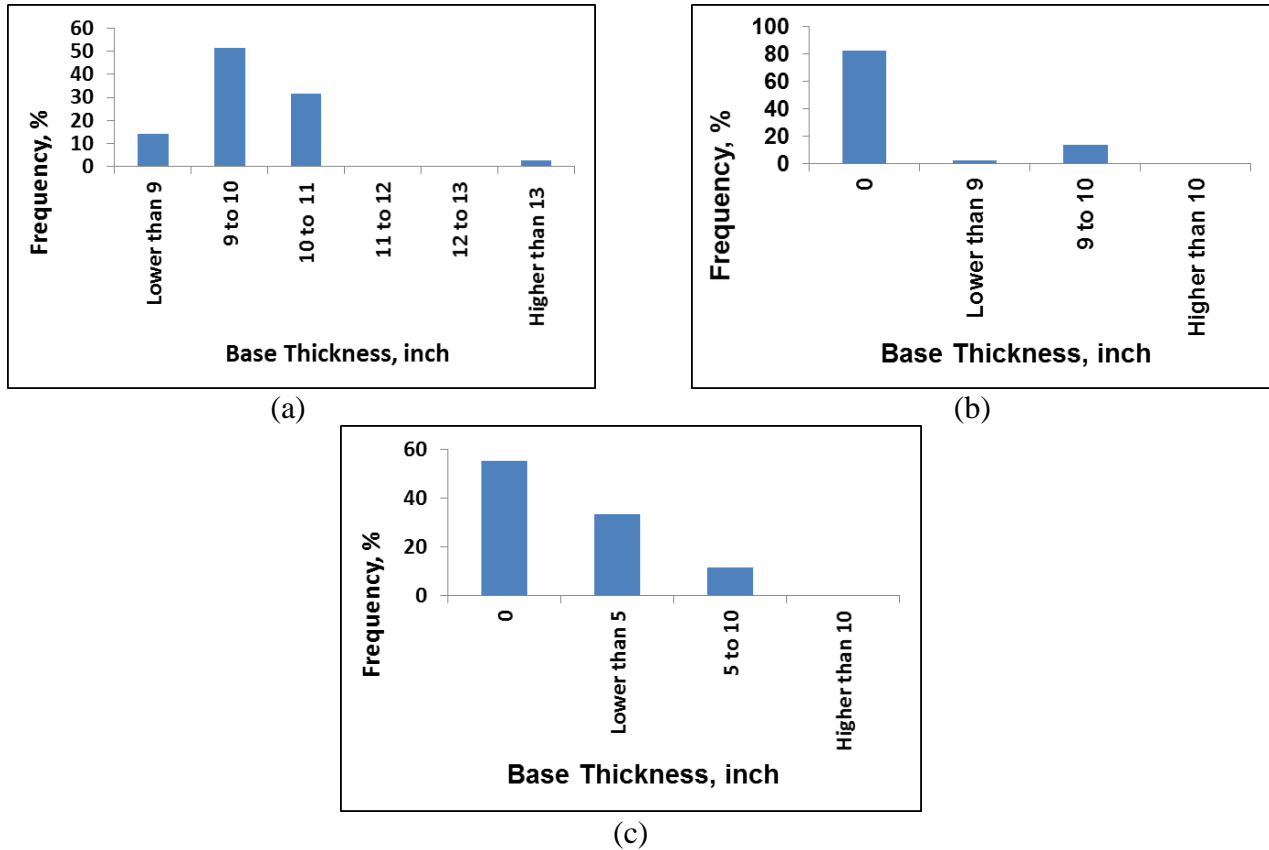 60
50
40
30
20
10
0
Frequency, %
Lower than 9
9 to 10
10 to 11
11 to 12
12 to 13
Higher than 13
Base Thickness, inch
(a)
100
80
60
40
20
0
Frequency, %
0
Lower than 9
9 to 10
Higher than 10
Base Thickness, inch
(b)
60
40
20
0
Frequency, %
0
Lower than 5
5 to 10
Higher than 10
Base Thickness, inch
(c)